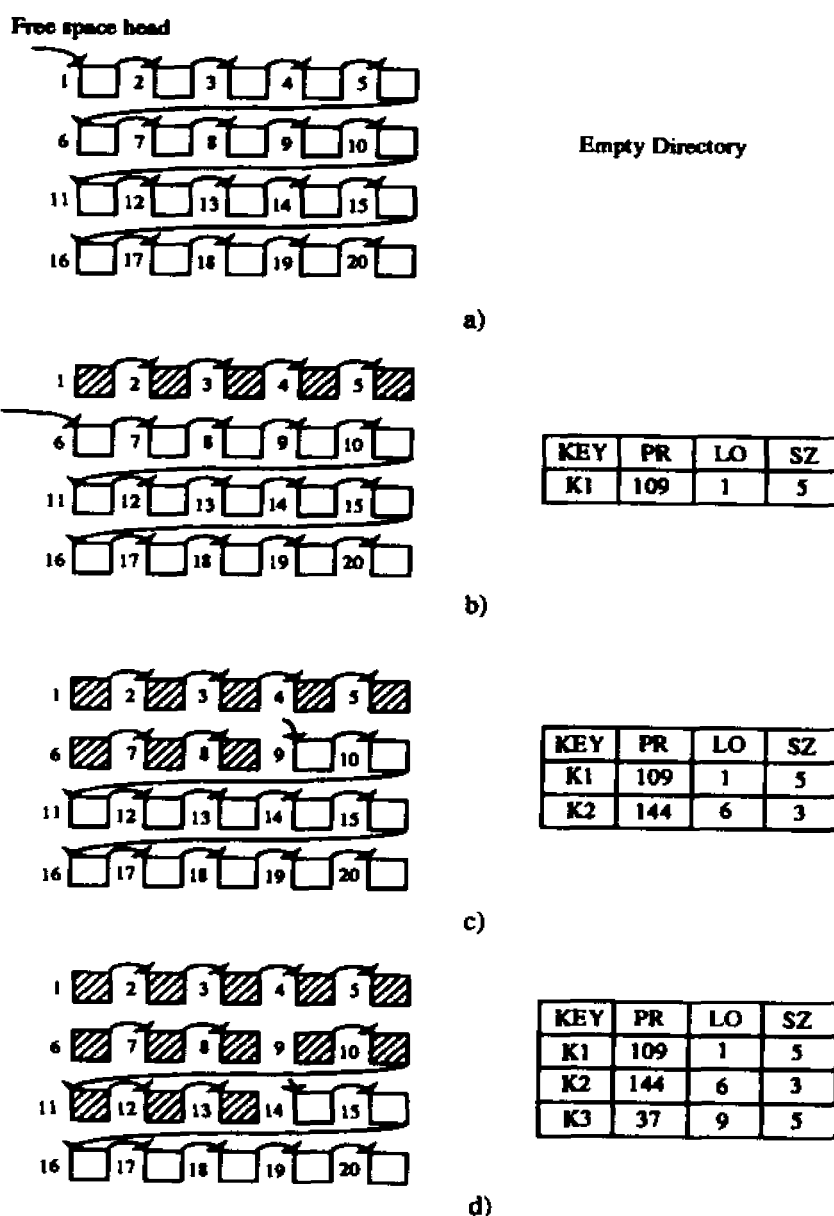 Free space head
1 2 3 4 5
6 7 8 9 10
Empty Directory
11 12 13 14 15
16 17 18 19 20
a)
1 2 3 4 5
6 7 8 9 10
KEY PR LO SZ
K1 109 1 5
11 12 13 14 15
16 17 18 19 20
b)
1 2 3 4 5
6 7 8 9 10
KEY PR LO SZ
K1 109 1 5
K2 144 6 3
11 12 13 14 15
16 17 18 19 20
c)
1 2 3 4 5
6 7 8 9 10
KEY PR LO SZ
K1 109 1 5
K2 144 6 3
K3 37 9 5
11 12 13 14 15
16 17 18 19 20
d)